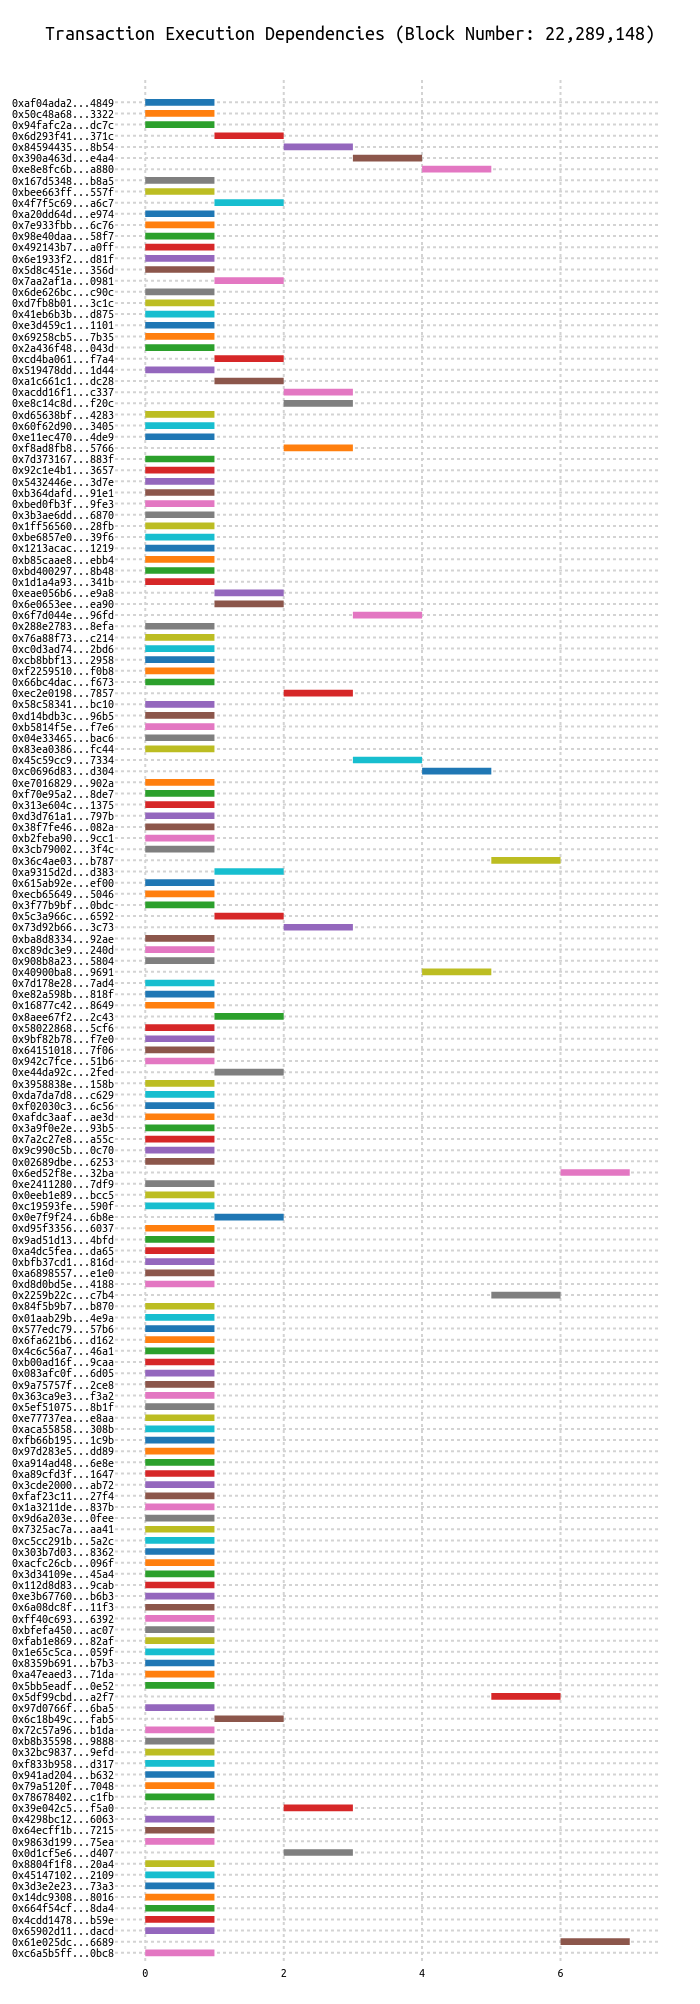 Transaction Execution Dependencies (Block Number: 22,289,148)
0xaf04ada2...4849
0x50c48a68...3322
0x94fafc2a...dc7c
0x6d293f41...371c
0x84594435...8b54
0x390a463d...e4a4
0xe8e8fc6b...a880
0x167d5348...b8a5
0xbee663ff...557f
0x4f7f5c69...a6c7
0xa20dd64d...e974
0x7e933fbb...6c76
0x98e40daa...58f7
0x492143b7...a0ff
0x6e1933f2...d81f
0x5d8c451e...356d
0x7aa2af1a...0981
0x6de626bc...c90c
0xd7fb8b01...3c1c
0x41eb6b3b...d875
0xe3d459c1...1101
0x69258cb5...7b35
0x2a436f48...043d
0xcd4ba061...f7a4
0x519478dd...1d44
0xa1c661c1...dc28
0xacdd16f1...c337
0xe8c14c8d...f20c
0xd65638bf...4283
0x60f62d90...3405
0xe11ec470...4de9
0xf8ad8fb8...5766
0x7d373167...883f
0x92c1e4b1...3657
0x5432446e...3d7e
0xb364dafd...91e1
0xbed0fb3f...9fe3
0x3b3ae6dd...6870
0x1ff56560...28fb
0xbe6857e0...39f6
0x1213acac...1219
0xb85caae8...ebb4
0xbd400297...8b48
0x1d1a4a93...341b
0xeae056b6...e9a8
0x6e0653ee...ea90
0x6f7d044e...96fd
0x288e2783...8efa
0x76a88f73...c214
0xc0d3ad74...2bd6
0xcb8bbf13...2958
0xf2259510...f0b8
0x66bc4dac...f673
0xec2e0198...7857
0x58c58341...bc10
0xd14bdb3c...96b5
0xb5814f5e...f7e6
0x04e33465...bac6
0x83ea0386...fc44
0x45c59cc9...7334
0xc0696d83...d304
0xe7016829...902a
0xf70e95a2...8de7
0x313e604c...1375
0xd3d761a1...797b
0x38f7fe46...082a
0xb2feba90...9cc1
0x3cb79002...3f4c
0x36c4ae03...b787
0xa9315d2d...d383
0x615ab92e...ef00
0xecb65649...5046
0x3f77b9bf...0bdc
0x5c3a966c...6592
0x73d92b66...3c73
0xba8d8334...92ae
0xc89dc3e9...240d
0x908b8a23...5804
0x40900ba8...9691
0x7d178e28...7ad4
0xe82a598b...818f
0x16877c42...8649
0x8aee67f2...2c43
0x58022868...5cf6
0x9bf82b78...f7e0
0x64151018...7f06
0x942c7fce...51b6
0xe44da92c...2fed
0x3958838e...158b
0xda7da7d8...c629
0xf02030c3...6c56
0xafdc3aaf...ae3d
0x3a9f0e2e...93b5
0x7a2c27e8...a55c
0x9c990c5b...0c70
0x02689dbe...6253
0x6ed52f8e...32ba
0xe2411280...7df9
0x0eeb1e89...bcc5
0xc19593fe...590f
0x0e7f9f24...6b8e
0xd95f3356...6037
0x9ad51d13...4bfd
0xa4dc5fea...da65
0xbfb37cd1...816d
0xa6898557...e1e0
0xd8d0bd5e...4188
0x2259b22c...c7b4
0x84f5b9b7...b870
0x01aab29b...4e9a
0x577edc79...57b6
0x6fa621b6...d162
0x4c6c56a7...46a1
0xb00ad16f...9caa
0x083afc0f...6d05
0x9a75757f...2ce8
0x363ca9e3...f3a2
0x5ef51075...8b1f
0xe77737ea...e8aa
0xaca55858...308b
0xfb66b195...1c9b
0x97d283e5...dd89
0xa914ad48...6e8e
0xa89cfd3f...1647
0x3cde2000...ab72
0xfaf23c11...27f4
0x1a3211de...837b
0x9d6a203e...0fee
0x7325ac7a...aa41
0xc5cc291b...5a2c
0x303b7d03...8362
0xacfc26cb...096f
0x3d34109e...45a4
0x112d8d83...9cab
0xe3b67760...b6b3
0x6a08dc8f...11f3
0xff40c693...6392
0xbfefa450...ac07
0xfab1e869...82af
0x1e65c5ca...059f
0x8359b691...b7b3
0xa47eaed3...71da
0x5bb5eadf...0e52
0x5df99cbd...a2f7
0x97d0766f...6ba5
0x6c18b49c...fab5
0x72c57a96...b1da
0xb8b35598...9888
0x32bc9837...9efd
0xf833b958...d317
0x941ad204...b632
0x79a5120f...7048
0x78678402...c1fb
0x39e042c5...f5a0
0x4298bc12...6063
0x64ecff1b...7215
0x9863d199...75ea
0x0d1cf5e6...d407
0x8804f1f8...20a4
0x45147102...2109
0x3d3e2e23...73a3
0x14dc9308...8016
0x664f54cf...8da4
0x4cdd1478...b59e
0x65902d11...dacd
0x61e025dc...6689
0xc6a5b5ff...0bc8
0 2 4 6